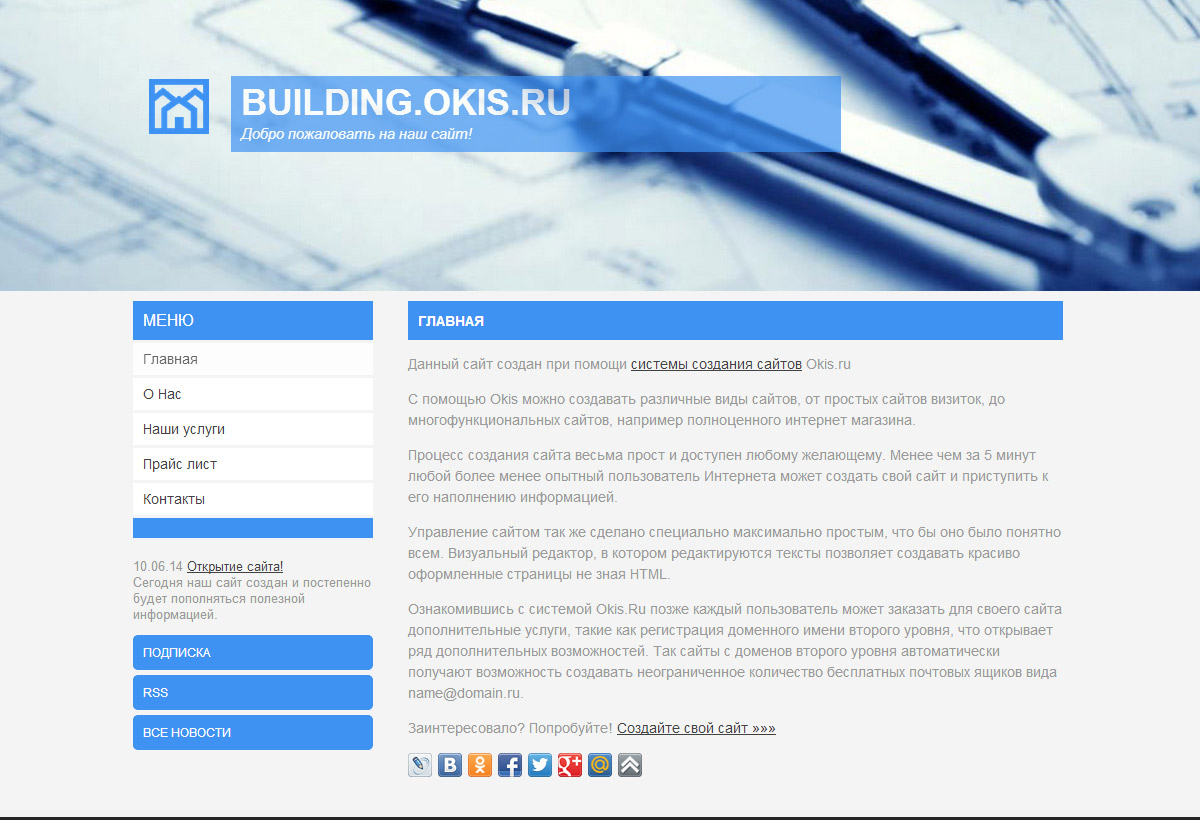 BUILDING.OKIS.RU
Добро пожаловать на наш сайт!
МЕНЮ
Главная
О Нас
Наши услуги
Прайс лист
Контакты
10.06.14 Открытие сайта!
Сегодня наш сайт создан и постепенно
будет пополняться полезной
информацией.
ПОДПИСКА
RSS
ВСЕ НОВОСТИ
ГЛАВНАЯ
Данный сайт создан при помощи системы создания сайтов Okis.ru
С помощью Okis можно создавать различные виды сайтов, от простых сайтов визиток, до
многофункциональных сайтов, например полноценного интернет магазина.
Процесс создания сайта весьма прост и доступен любому желающему. Менее чем за 5 минут
любой более менее опытный пользователь Интернета может создать свой сайт и приступить к
его наполнению информацией.
Управление сайтом так же сделано специально максимально простым, что бы оно было понятно
всем. Визуальный редактор, в котором редактируются тексты позволяет создавать красиво
оформленные страницы не зная HTML.
Ознакомившись с системой Okis.Ru позже каждый пользователь может заказать для своего сайта
дополнительные услуги, такие как регистрация доменного имени второго уровня, что открывает
ряд дополнительных возможностей. Так сайты с доменов второго уровня автоматически
получают возможность создавать неограниченное количество бесплатных почтовых ящиков вида
name@domain.ru.
Заинтересовало? Попробуйте! Создайте свой сайт »»»